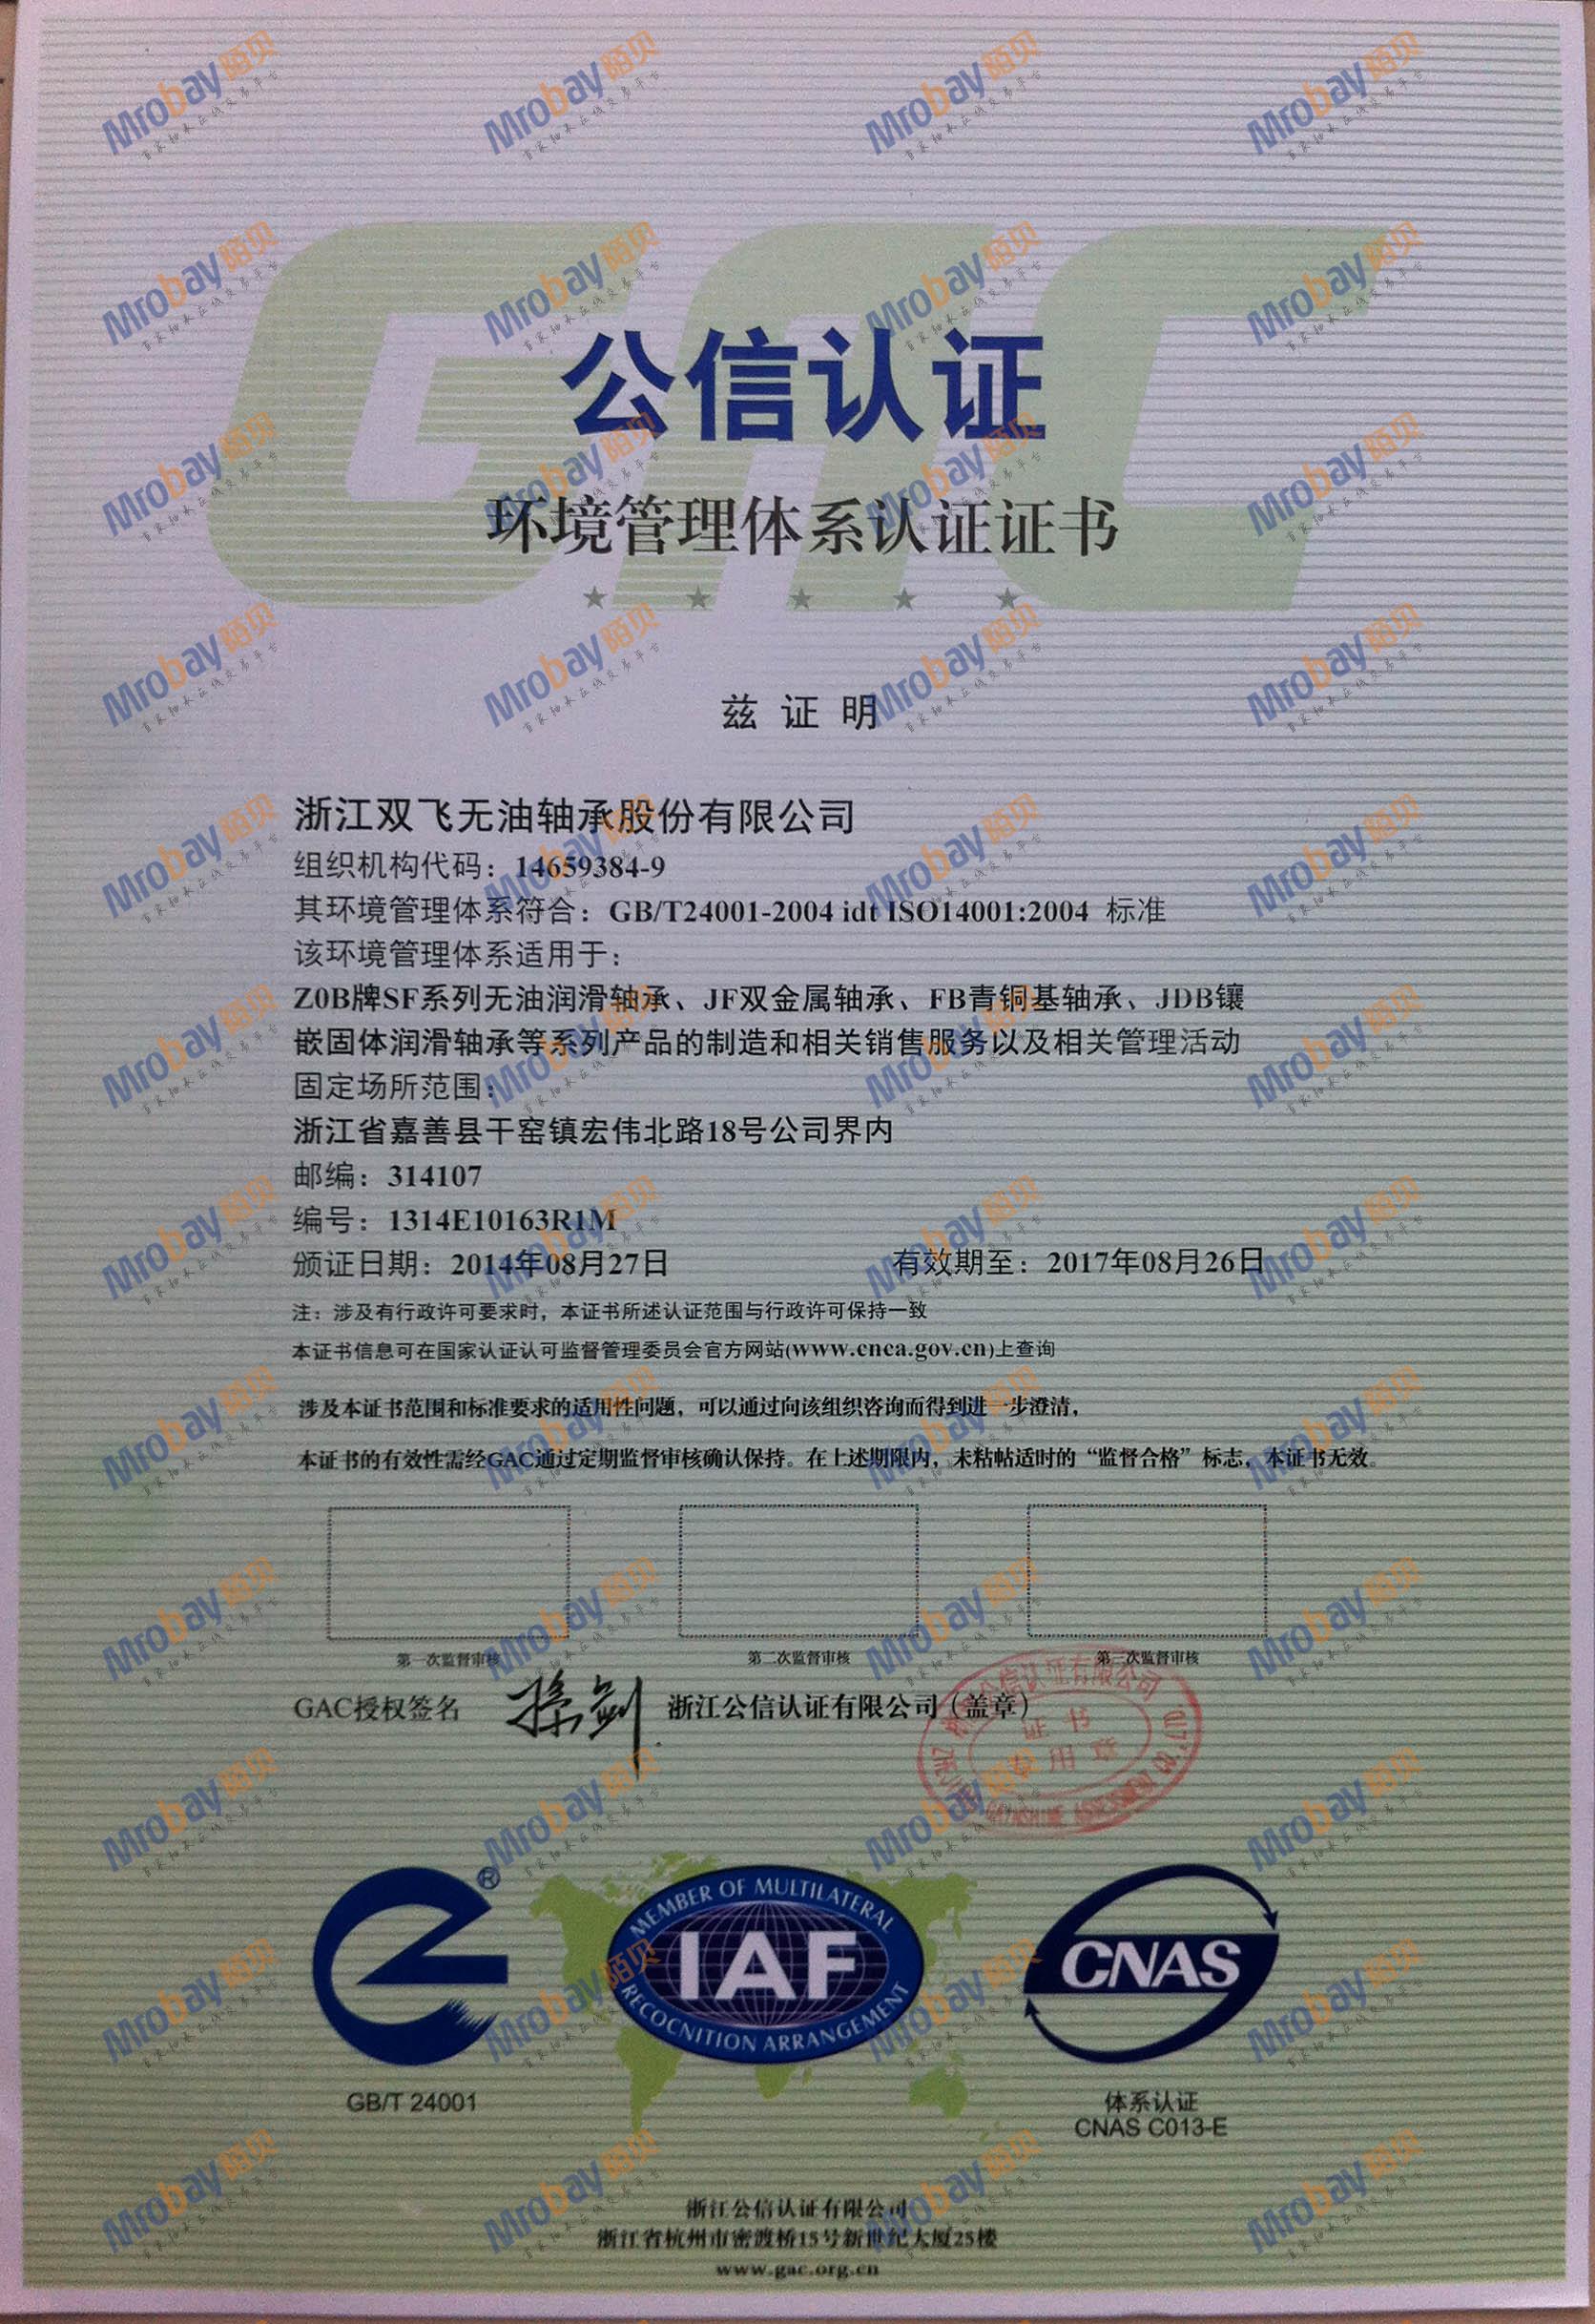 GAC
公信认证
环境管理体系认证证书
兹 证 明
浙江双飞无油轴承股份有限公司
组织机构代码：14659384-9
其环境管理体系符合：GB/T24001-2004 idt ISO14001:2004 标准
该环境管理体系适用于：
Z0B牌SF系列无油润滑轴承、JF双金属轴承、FB青铜基轴承、JDB镶
嵌固体润滑轴承等系列产品的制造和相关销售服务以及相关管理活动
固定场所范围：
浙江省嘉善县干窑镇宏伟北路18号公司界内
邮编：314107
编号：1314E10163R1M
颁证日期：2014年08月27日 有效期至：2017年08月26日
注：涉及有行政许可要求时，本证书所述认证范围与行政许可保持一致
本证书信息可在国家认证认可监督管理委员会官方网站(www.cnca.gov.cn)上查询
涉及本证书范围和标准要求的适用性问题，可以通过向该组织咨询而得到进一步澄清，
本证书的有效性需经GAC通过定期监督审核确认保持。在上述期限内，未粘帖适时的“监督合格”标志，本证书无效。
第一次监督审核 第二次监督审核 第三次监督审核
GAC授权签名 浙江公信认证有限公司（盖章）
证 书
专 用 章
®
MEMBER OF MULTILATERAL
IAF
RECOCNITION ARRANGEMENT
CNAS
GB/T 24001
体系认证
CNAS C013-E
浙江公信认证有限公司
浙江省杭州市密渡桥15号新世纪大厦25楼
www.gac.org.cn
Mrobay陌贝